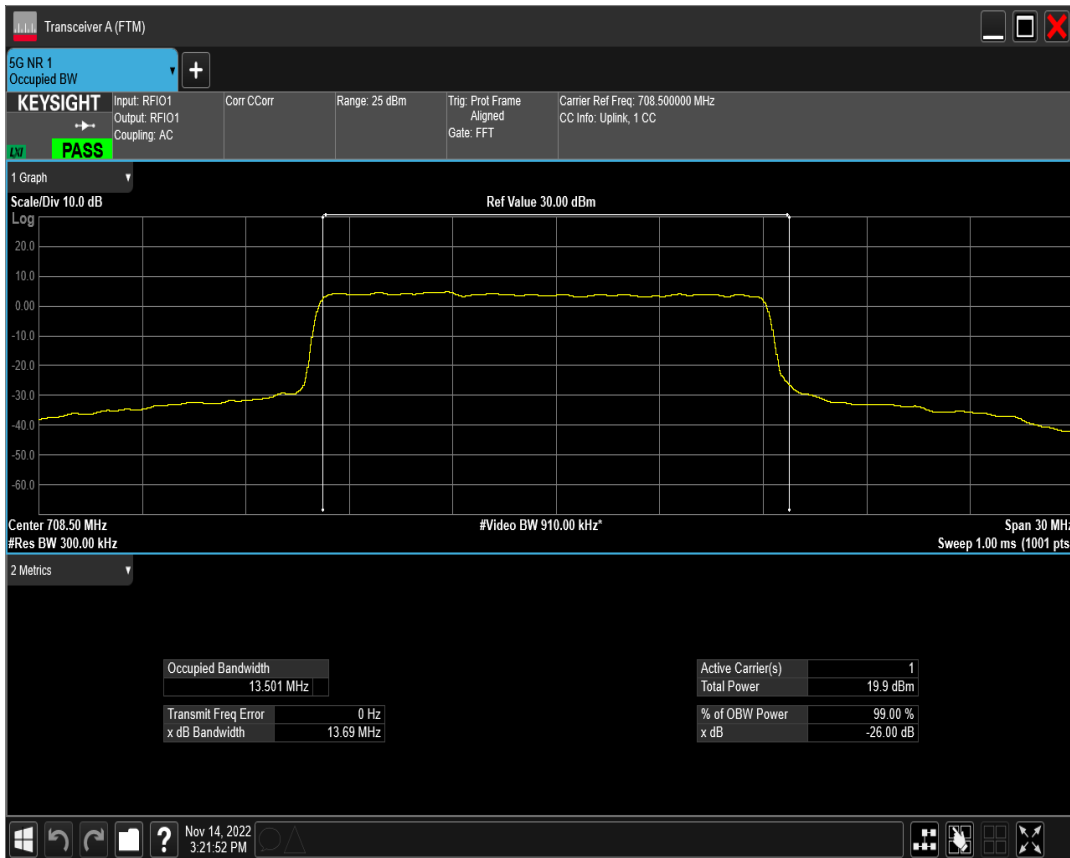 Transceiver A (FTM)
5G NR 1
Occupied BW
+
KEYSIGHT
LXI
PASS
Input: RFIO1
Output: RFIO1
Coupling: AC
Corr CCorr
Range: 25 dBm
Trig: Prot Frame
Aligned
Gate: FFT
Carrier Ref Freq: 708.500000 MHz
CC Info: Uplink, 1 CC
1 Graph
Scale/Div 10.0 dB
Ref Value 30.00 dBm
Log
20.0
10.0
0.00
-10.0
-20.0
-30.0
-40.0
-50.0
-60.0
Center 708.50 MHz
#Video BW 910.00 kHz*
Span 30 MHz
#Res BW 300.00 kHz
Sweep 1.00 ms (1001 pts
2 Metrics
Occupied Bandwidth
13.501 MHz
Transmit Freq Error 0 Hz
x dB Bandwidth 13.69 MHz
Active Carrier(s) 1
Total Power 19.9 dBm
% of OBW Power 99.00 %
x dB -26.00 dB
?
Nov 14, 2022
3:21:52 PM